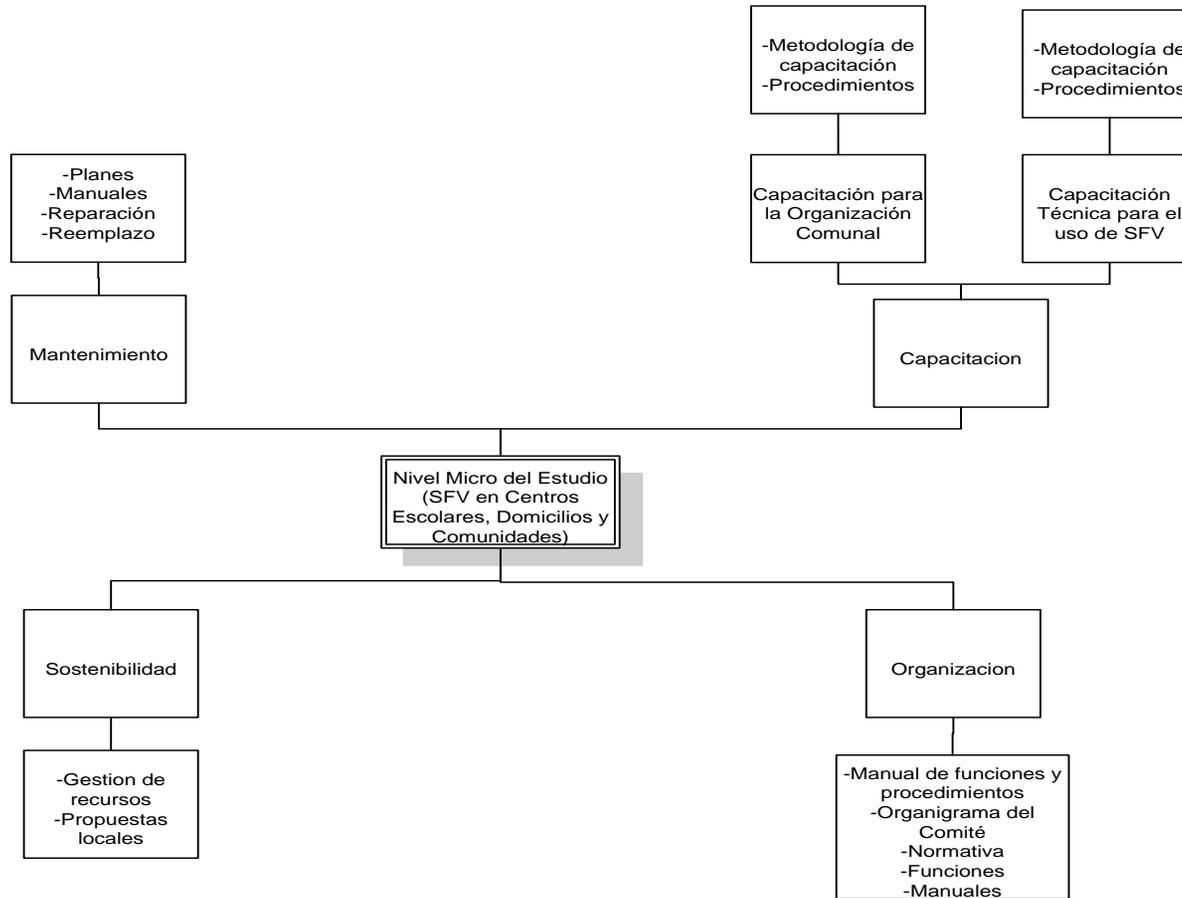 -Metodología de
capacitación
-Procedimientos
-Metodología de
capacitación
-Procedimientos
-Planes
-Manuales
-Reparación
-Reemplazo
Capacitación para
la Organización
Comunal
Capacitación
Técnica para el
uso de SFV
Mantenimiento
Capacitacion
Nivel Micro del Estudio
(SFV en Centros
Escolares, Domicilios y
Comunidades)
Sostenibilidad
Organizacion
-Gestion de
recursos
-Propuestas
locales
-Manual de funciones y
procedimientos
-Organigrama del
Comité
-Normativa
-Funciones
-Manuales